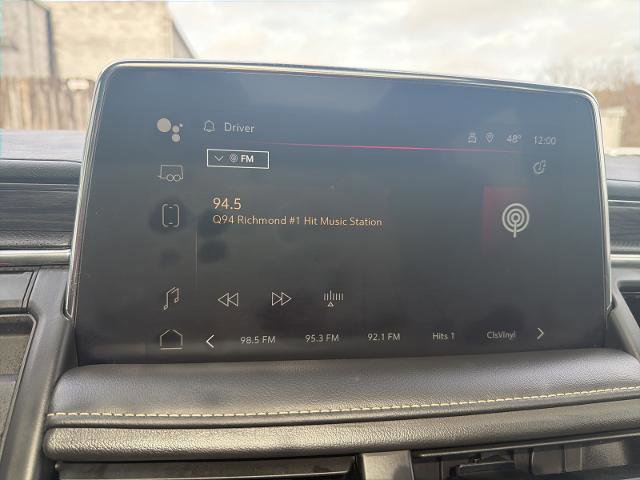 Driver
48° 12:00
FM
94.5
Q94 Richmond #1 Hit Music Station
98.5 FM 95.3 FM 92.1 FM Hits 1 ClsVinyl